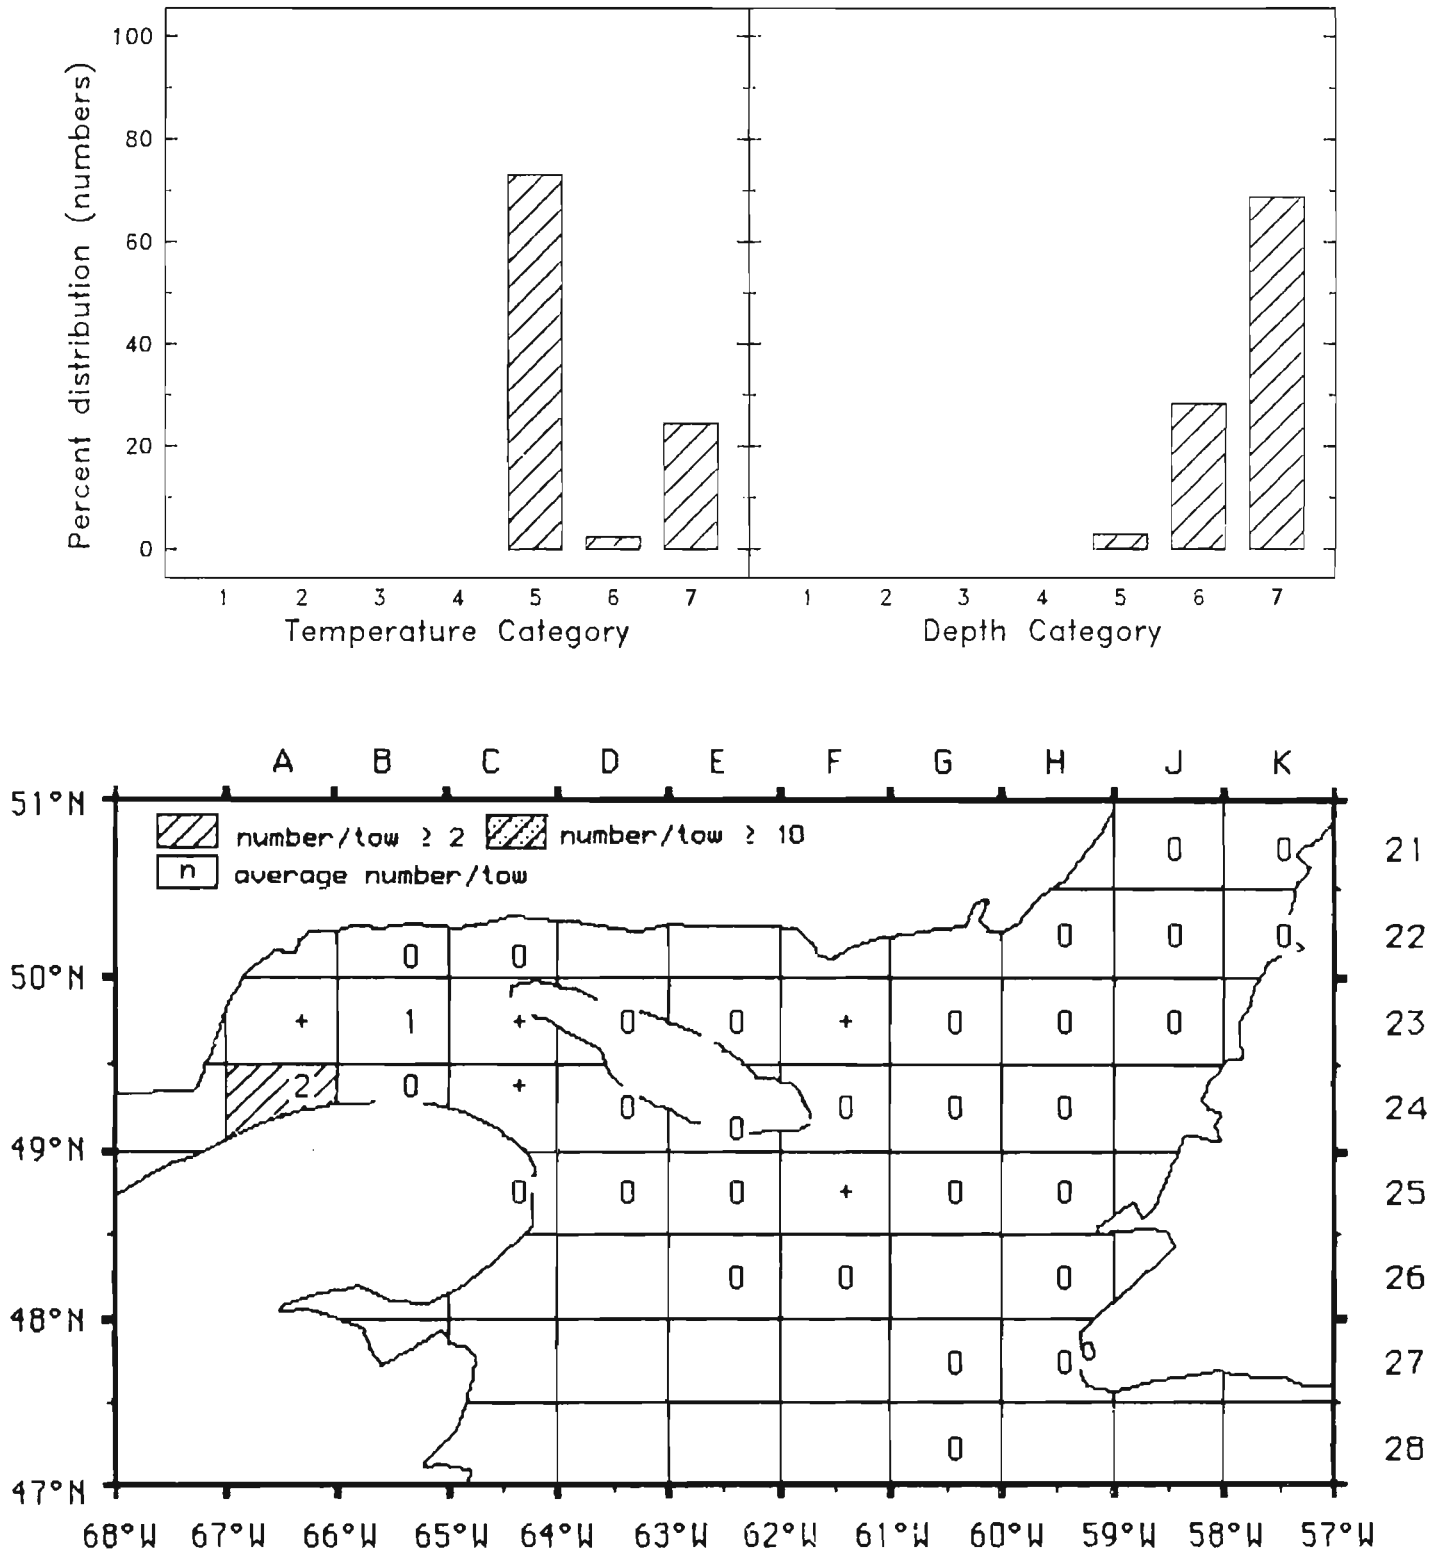 100
80
60
40
20
0
Percent distribution (numbers)
1 2 3 4 5 6 7 1 2 3 4 5 6 7
Temperature Category Depth Category
A B C D E F G H J K
51°N
number/tow ≥ 2 number/tow ≥ 10
n average number/tow
0 0 21
0 0 0 22
0 0
50°N
+ 1 + 0 0 + 0 0 0 23
2 0 +
0 0 0 0 0 24
49°N
0 0 0 + 0 0 25
0 0 0 26
48°N
0 0 27
0 28
47°N
68°W 67°W 66°W 65°W 64°W 63°W 62°W 61°W 60°W 59°W 58°W 57°W